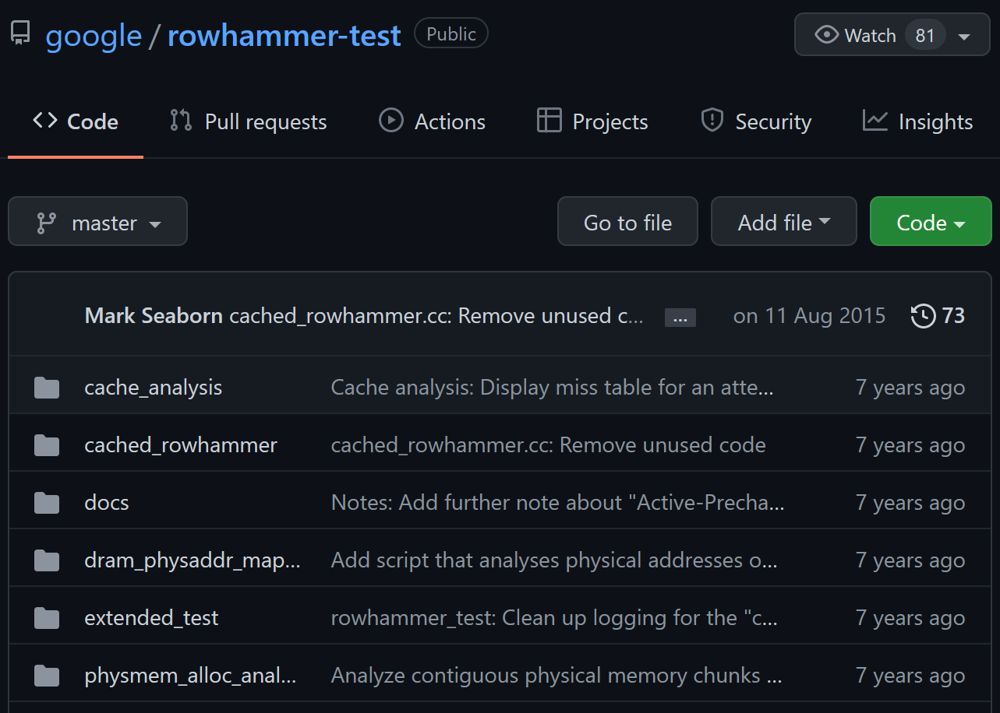 google / rowhammer-test Public Watch 81
Code Pull requests Actions Projects Security Insights
master Go to file Add file Code
Mark Seaborn cached_rowhammer.cc: Remove unused c... ... on 11 Aug 2015 73
cache_analysis Cache analysis: Display miss table for an atte... 7 years ago
cached_rowhammer cached_rowhammer.cc: Remove unused code 7 years ago
docs Notes: Add further note about "Active-Precha... 7 years ago
dram_physaddr_map... Add script that analyses physical addresses o... 7 years ago
extended_test rowhammer_test: Clean up logging for the "c... 7 years ago
physmem_alloc_anal... Analyze contiguous physical memory chunks ... 7 years ago